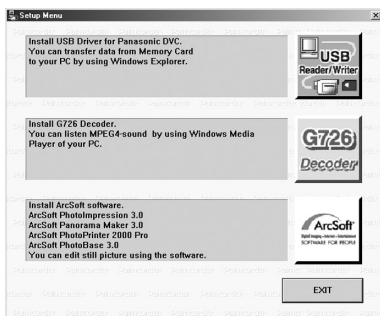 Setup Menu
Install USB Driver for Panasonic DVC.
You can transfer data from Memory Card
to your PC by using Windows Explorer.
USB
Reader/Writer
Install G726 Decoder.
You can listen MPEG4-sound by using Windows Media
Player of your PC.
G726
Decoder
Install ArcSoft software.
ArcSoft PhotoImpression 3.0
ArcSoft Panorama Maker 3.0
ArcSoft PhotoPrinter 2000 Pro
ArcSoft PhotoBase 3.0
You can edit still picture using the software.
ArcSoft
SOFTWARE FOR PEOPLE
EXIT